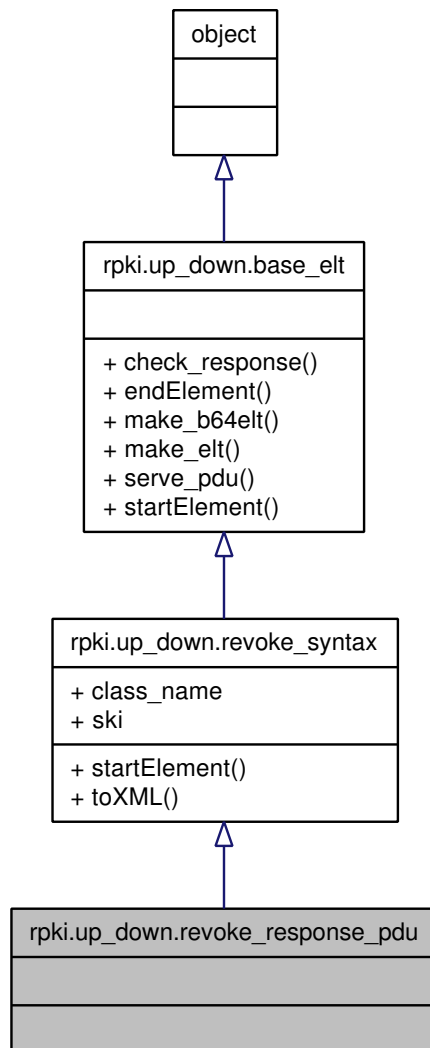 object
rpki.up_down.base_elt
+ check_response()
+ endElement()
+ make_b64elt()
+ make_elt()
+ serve_pdu()
+ startElement()
rpki.up_down.revoke_syntax
+ class_name
+ ski
+ startElement()
+ toXML()
rpki.up_down.revoke_response_pdu